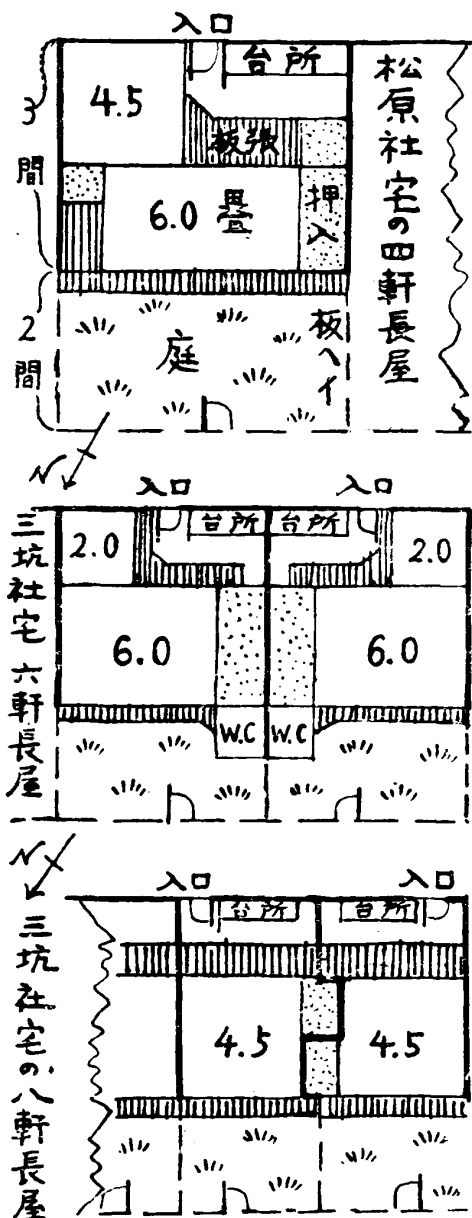 入口
台所
4.5
板張
6.0 畳
押入
3間
2間
庭
板ヘイ
松原社宅の四軒長屋
N
入口
入口
台所
台所
2.0
2.0
6.0
6.0
W.C
W.C
三坑社宅 六軒長屋
N
入口
入口
台所
台所
4.5
4.5
三坑社宅の八軒長屋